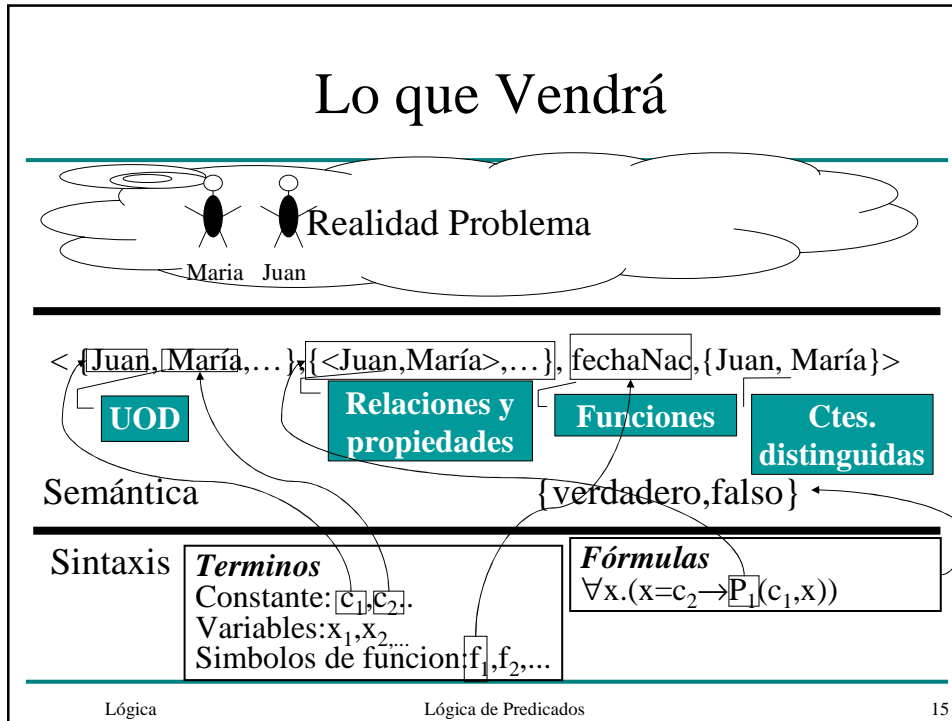 Lo que Vendrá
Realidad Problema
Maria Juan
< {Juan, María,…},{<Juan,María>,…}, fechaNac,{Juan, María}>
UOD
Relaciones y
propiedades
Funciones
Ctes.
distinguidas
Semántica
{verdadero,falso}
Sintaxis
Terminos
Constante: c₁,c₂..
Variables:x₁,x₂,...
Simbolos de funcion:f₁,f₂,...
Fórmulas
∀x.(x=c₂→P₁(c₁,x))
Lógica Lógica de Predicados 15